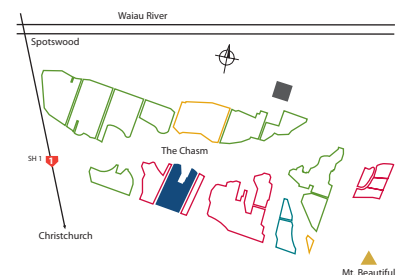 Waiau River
Spotswood
The Chasm
SH 1
1
Christchurch
Mt. Beautiful